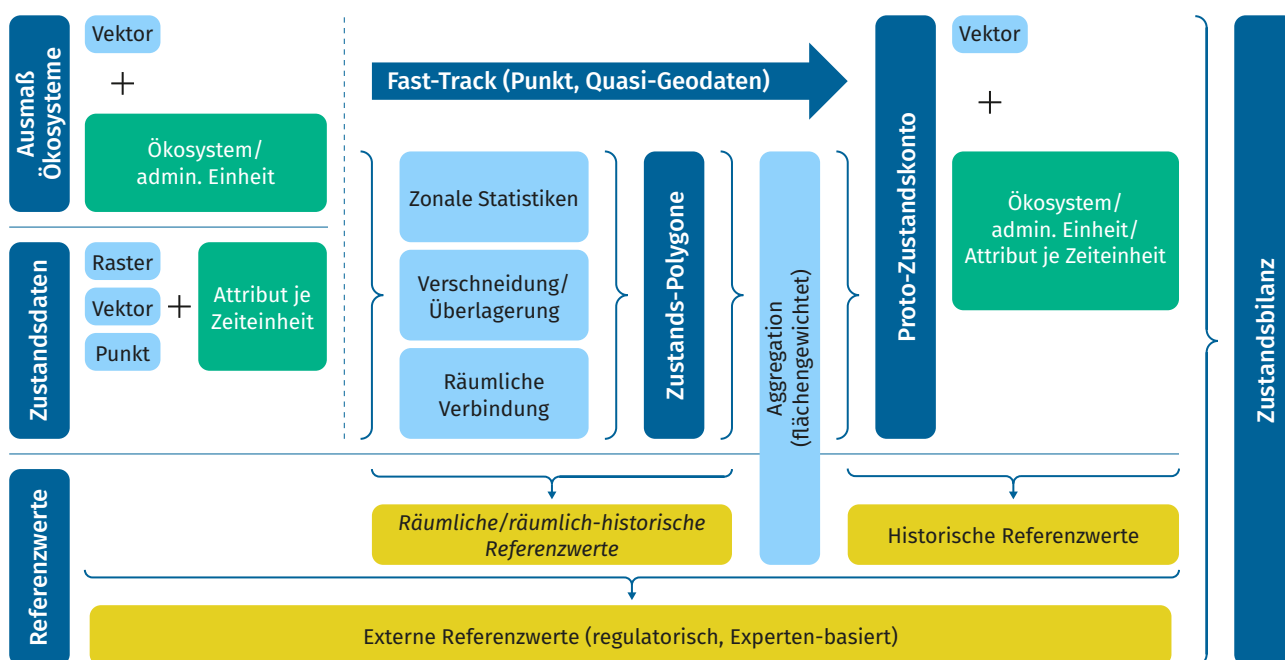 Ausmaß
Ökosysteme
Vektor
+
Ökosystem/
admin. Einheit
Zustandsdaten
Raster
Vektor
Punkt
+
Attribut je
Zeiteinheit
Fast-Track (Punkt, Quasi-Geodaten)
Zonale Statistiken
Verschneidung/
Überlagerung
Räumliche
Verbindung
Zustands-Polygone
Aggregation
(flächengewichtet)
Proto-Zustandskonto
Vektor
+
Ökosystem/
admin. Einheit/
Attribut je Zeiteinheit
Zustandsbilanz
Referenzwerte
Räumliche/räumlich-historische
Referenzwerte
Historische Referenzwerte
Externe Referenzwerte (regulatorisch, Experten-basiert)